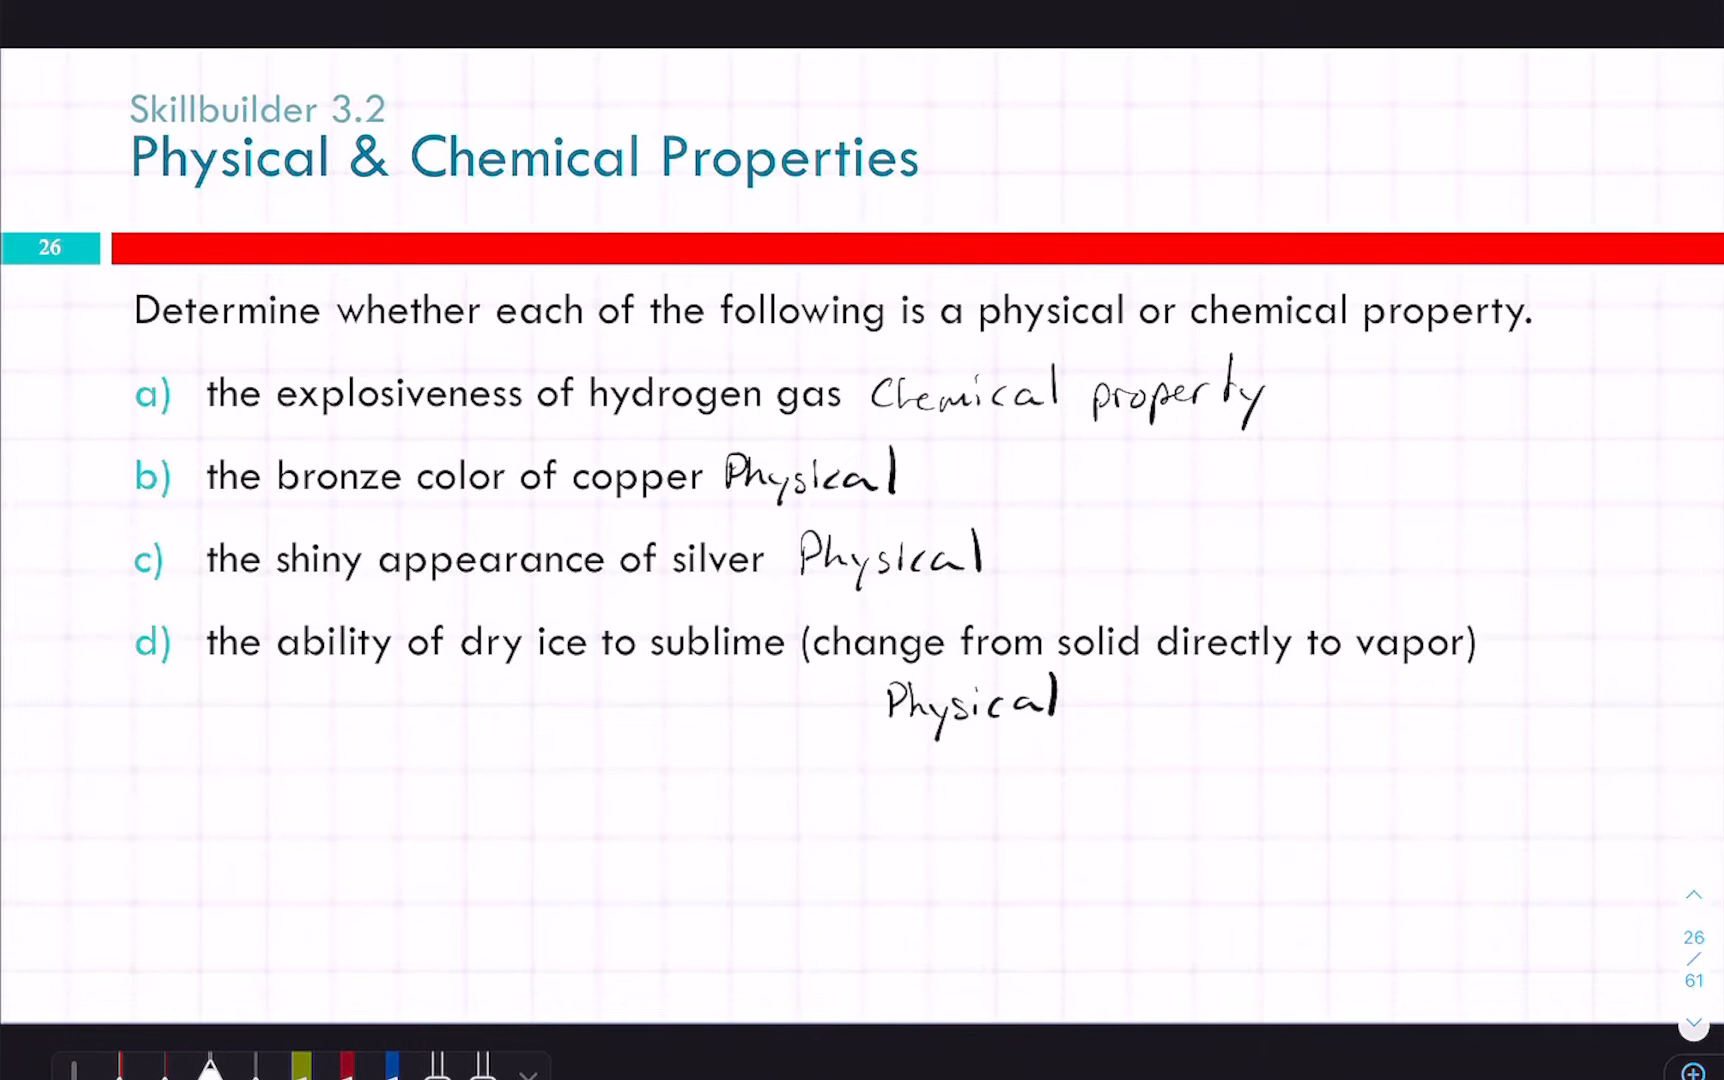 Skillbuilder 3.2
Physical & Chemical Properties
26
Determine whether each of the following is a physical or chemical property.
a) the explosiveness of hydrogen gas Chemical property
b) the bronze color of copper Physical
c) the shiny appearance of silver Physical
d) the ability of dry ice to sublime (change from solid directly to vapor)
Physical
26
/
61